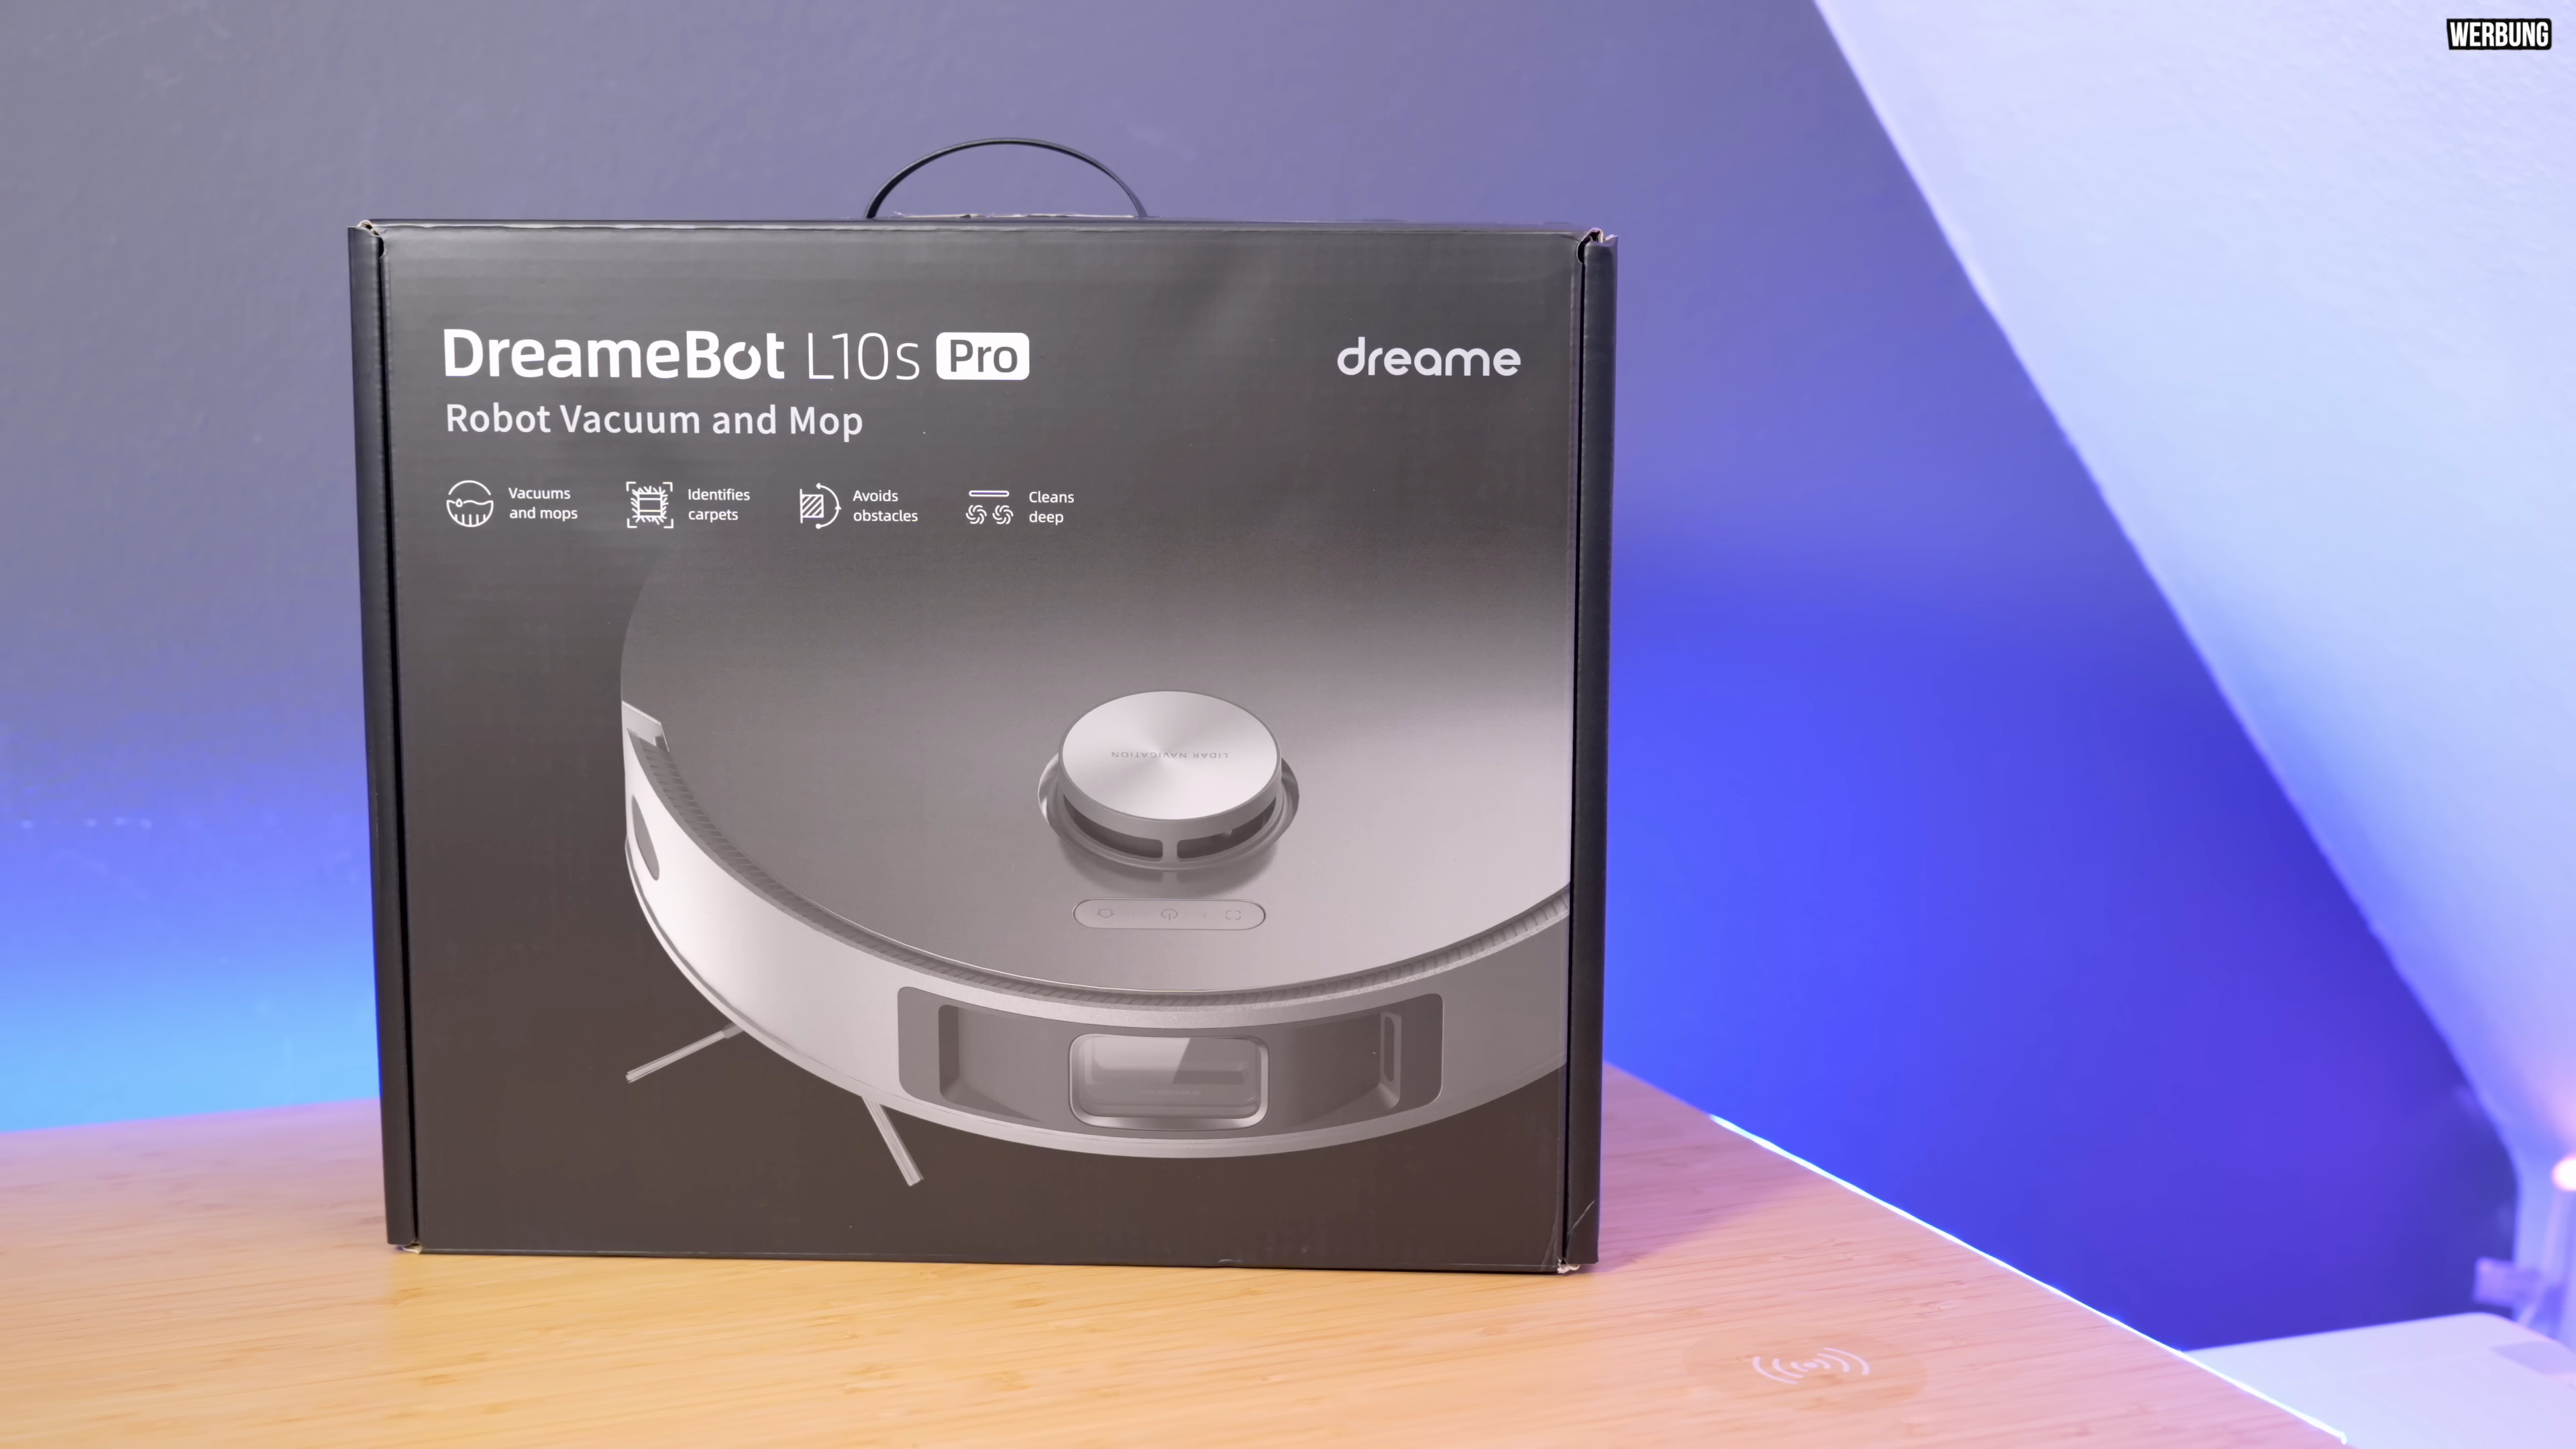 WERBUNG
DreameBot L10s Pro
dreame
Robot Vacuum and Mop
Vacuums
and mops
Identifies
carpets
Avoids
obstacles
Cleans
deep
LIDAR NAVIGATION